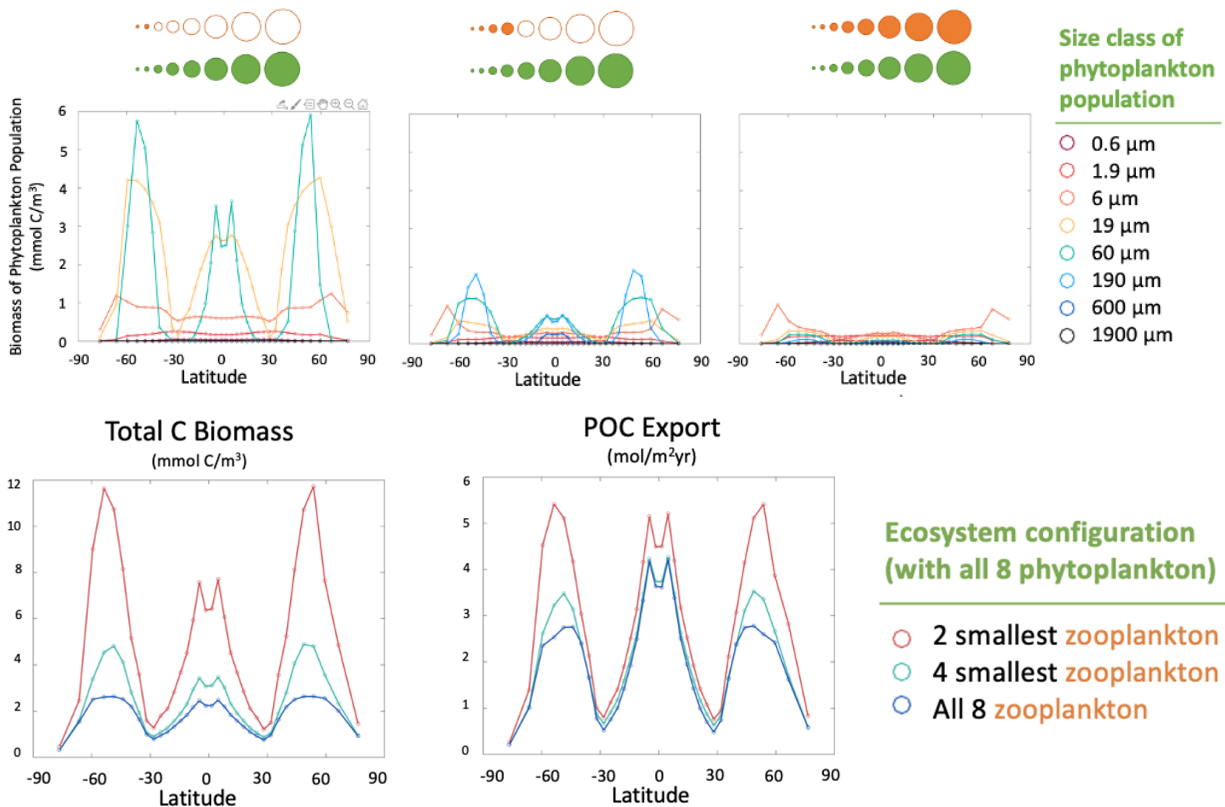 Size class of
phytoplankton
population
0.6 µm
1.9 µm
6 µm
19 µm
60 µm
190 µm
600 µm
1900 µm
Biomass of Phytoplankton Population
(mmol C/m³)
6
5
4
3
2
1
0
-90 -60 -30 0 30 60 90
Latitude
-90 -60 -30 0 30 60 90
Latitude
-90 -60 -30 0 30 60 90
Latitude
Total C Biomass
(mmol C/m³)
12
10
8
6
4
2
0
-90 -60 -30 0 30 60 90
Latitude
POC Export
(mol/m²yr)
6
5
4
3
2
1
0
-90 -60 -30 0 30 60 90
Latitude
Ecosystem configuration
(with all 8 phytoplankton)
2 smallest zooplankton
4 smallest zooplankton
All 8 zooplankton